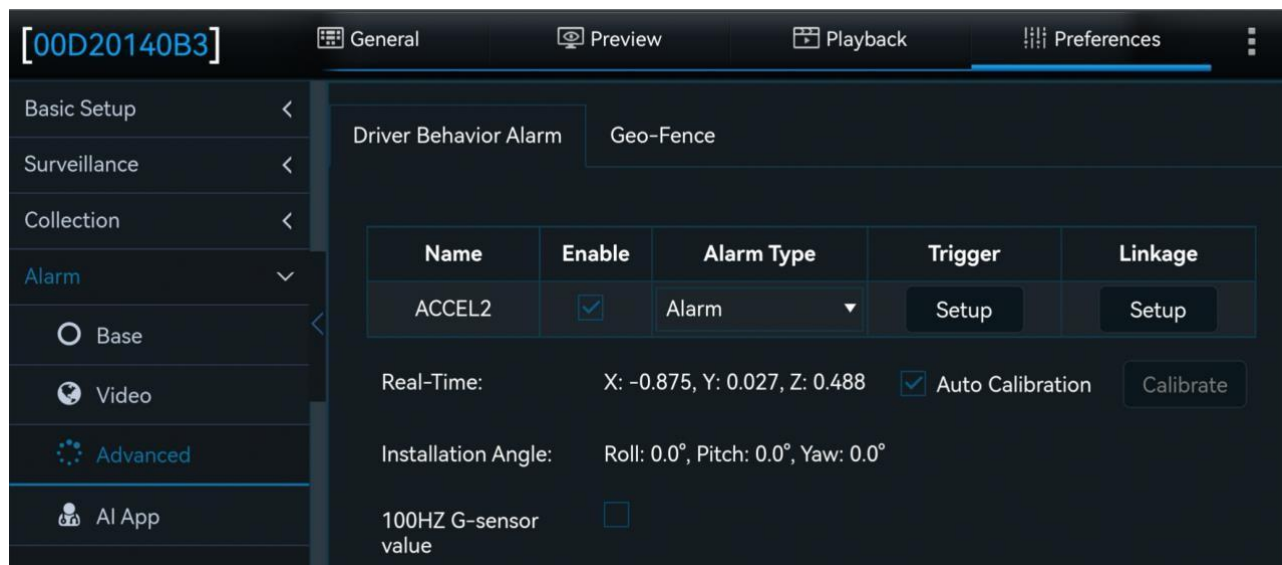 [00D20140B3]
General
Preview
Playback
Preferences
Basic Setup
Surveillance
Collection
Alarm
Base
Video
Advanced
AI App
Driver Behavior Alarm
Geo-Fence
Name Enable Alarm Type Trigger Linkage
ACCEL2 Alarm Setup Setup
Real-Time: X: -0.875, Y: 0.027, Z: 0.488 Auto Calibration Calibrate
Installation Angle: Roll: 0.0°, Pitch: 0.0°, Yaw: 0.0°
100HZ G-sensor
value